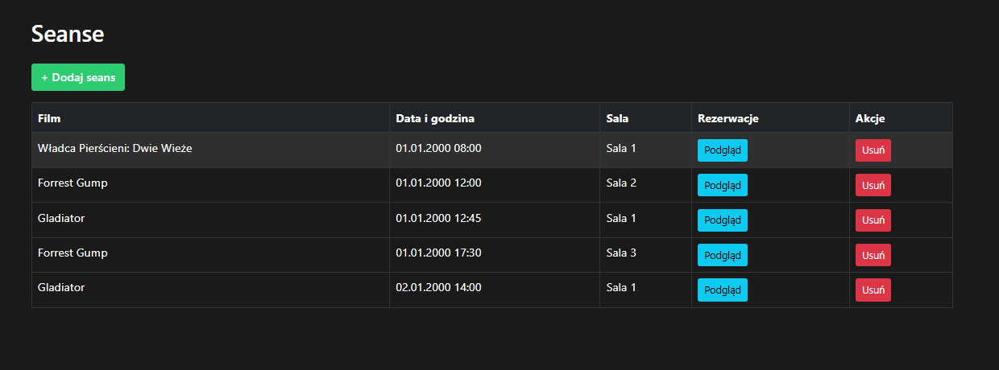 Seanse
+ Dodaj seans
Film Data i godzina Sala Rezerwacje Akcje
Władca Pierścieni: Dwie Wieże 01.01.2000 08:00 Sala 1 Podgląd Usuń
Forrest Gump 01.01.2000 12:00 Sala 2 Podgląd Usuń
Gladiator 01.01.2000 12:45 Sala 1 Podgląd Usuń
Forrest Gump 01.01.2000 17:30 Sala 3 Podgląd Usuń
Gladiator 02.01.2000 14:00 Sala 1 Podgląd Usuń